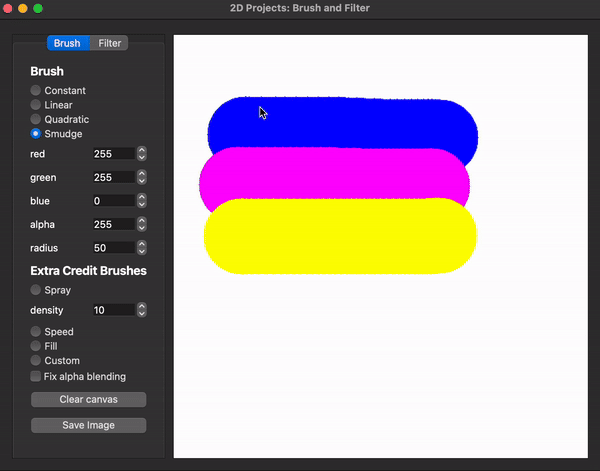 2D Projects: Brush and Filter
Brush Filter
Brush
Constant
Linear
Quadratic
Smudge
red 255
green 255
blue 0
alpha 255
radius 50
Extra Credit Brushes
Spray
density 10
Speed
Fill
Custom
Fix alpha blending
Clear canvas
Save Image